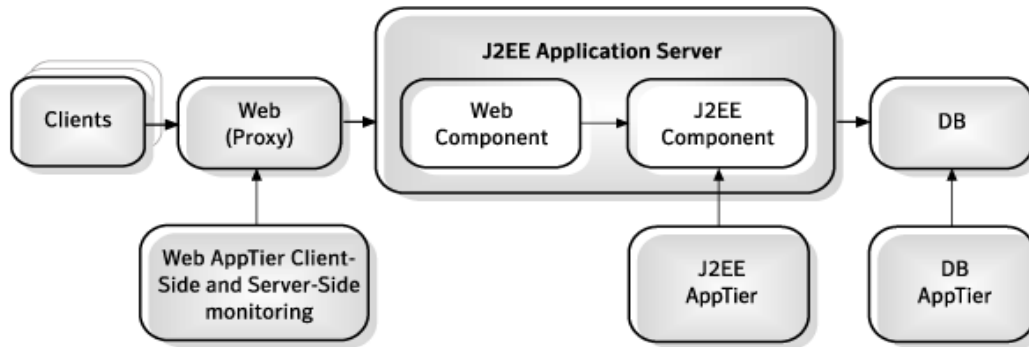 J2EE Application Server
Clients
Web
(Proxy)
Web
Component
J2EE
Component
DB
Web AppTier Client-
Side and Server-Side
monitoring
J2EE
AppTier
DB
AppTier